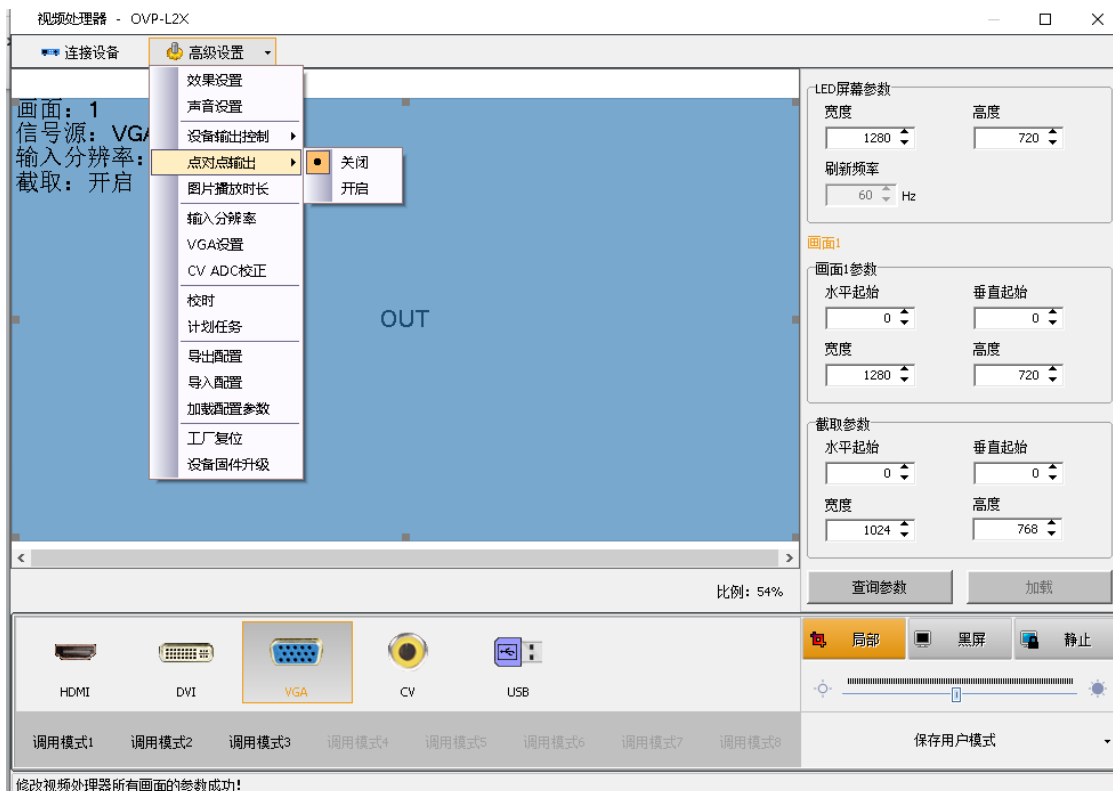 视频处理器 - OVP-L2X
连接设备
高级设置
效果设置
声音设置
设备输出控制
点对点输出
关闭
开启
图片播放时长
输入分辨率
VGA设置
CV ADC校正
校时
计划任务
导出配置
导入配置
加载配置参数
工厂复位
设备固件升级
画面: 1
信号源: VGA
输入分辨率:
截取: 开启
OUT
比例: 54%
LED屏幕参数
宽度 高度
1280 720
刷新频率
60 Hz
画面1
画面1参数
水平起始 垂直起始
0 0
宽度 高度
1280 720
截取参数
水平起始 垂直起始
0 0
宽度 高度
1024 768
查询参数 加载
HDMI DVI VGA CV USB
局部 黑屏 静止
调用模式1 调用模式2 调用模式3 调用模式4 调用模式5 调用模式6 调用模式7 调用模式8
保存用户模式
修改视频处理器所有画面的参数成功!